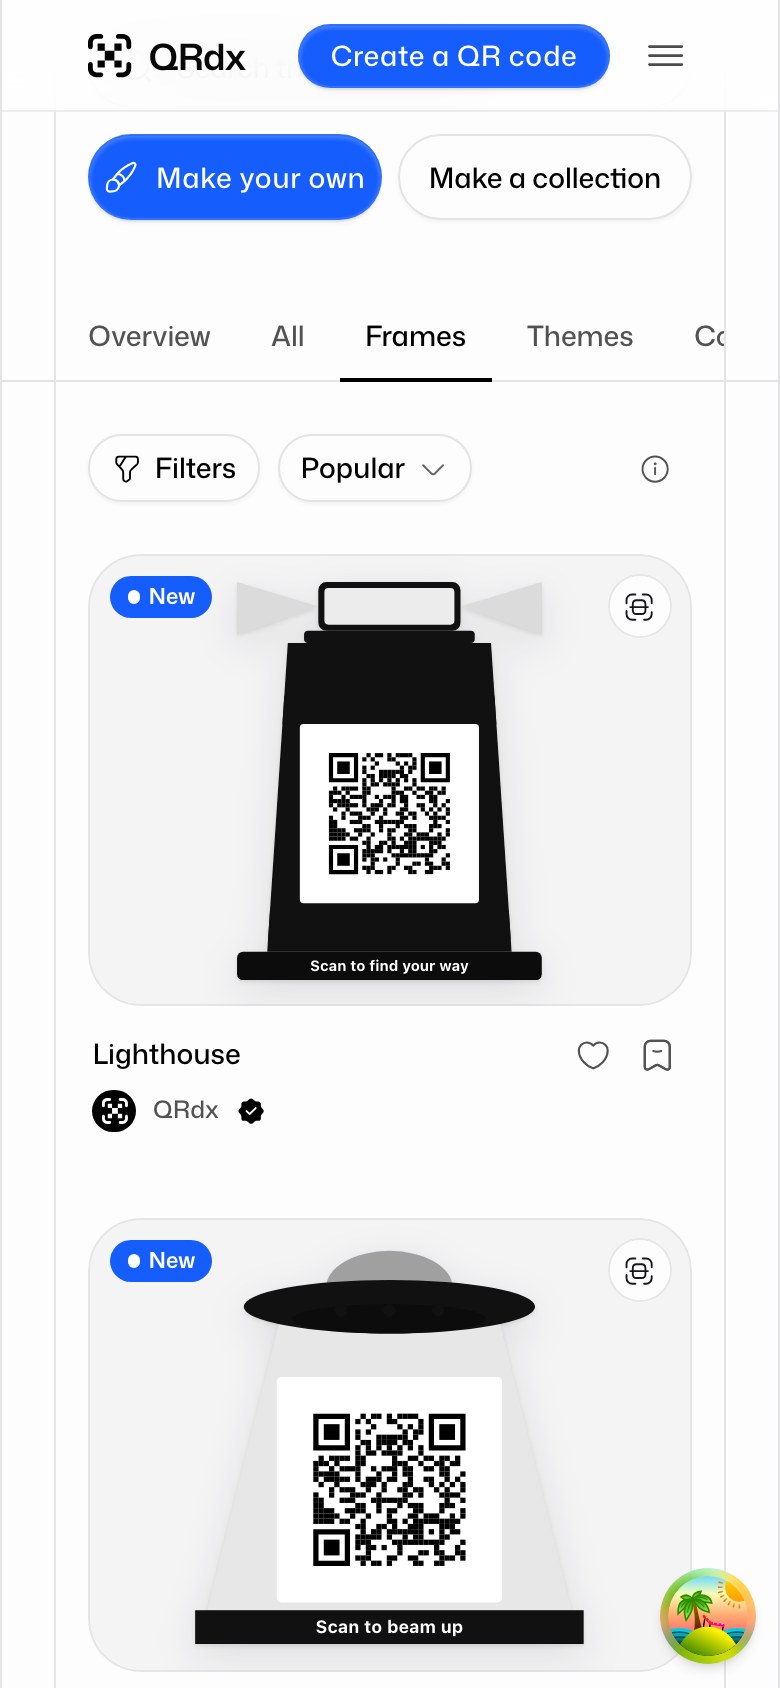 QRdx
Create a QR code
Make your own
Make a collection
Overview
All
Frames
Themes
Filters
Popular
New
Scan to find your way
Lighthouse
QRdx
New
Scan to beam up